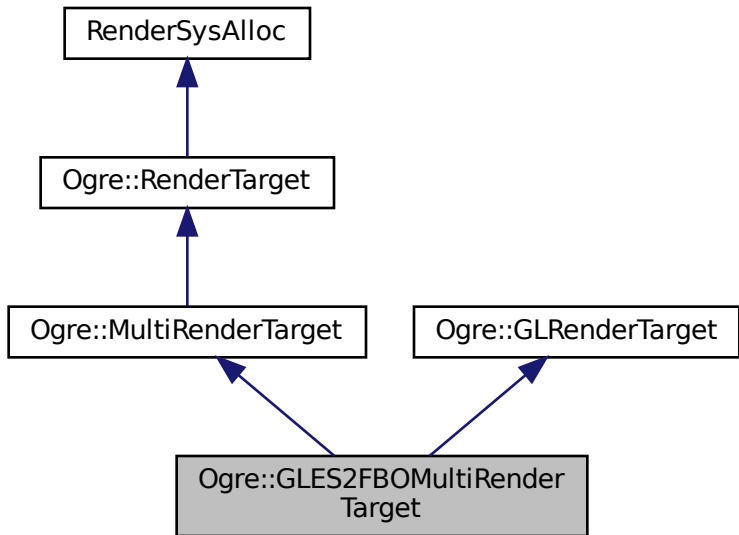 RenderSysAlloc
Ogre::RenderTarget
Ogre::MultiRenderTarget
Ogre::GLRenderTarget
Ogre::GLES2FBOMultiRender
Target